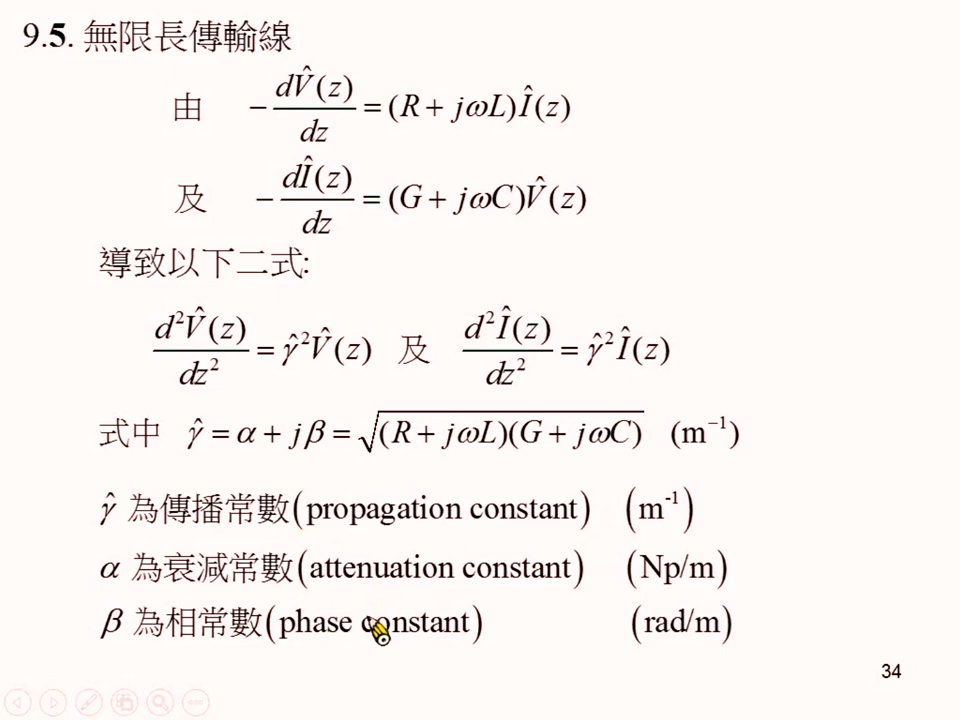 9.5. 無限長傳輸線
由 −dV̂(z)/dz = (R + jωL)Î(z)
及 −dÎ(z)/dz = (G + jωC)V̂(z)
導致以下二式:
d²V̂(z)/dz² = γ̂²V̂(z) 及 d²Î(z)/dz² = γ̂²Î(z)
式中 γ̂ = α + jβ = √(R + jωL)(G + jωC) (m⁻¹)
γ̂ 為傳播常數(propagation constant) (m⁻¹)
α 為衰減常數(attenuation constant) (Np/m)
β 為相常數(phase constant) (rad/m)
34